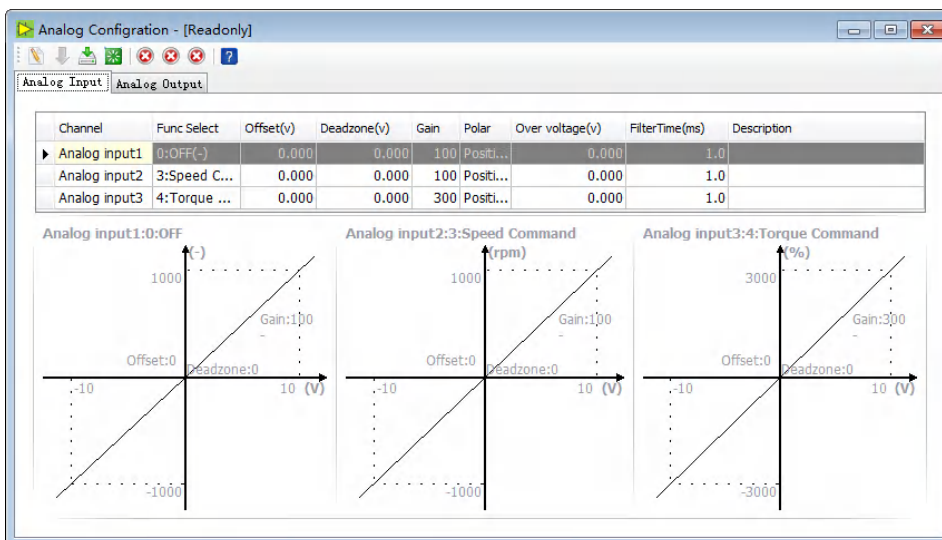 Analog Configration - [Readonly]
Analog Input Analog Output
Channel Func Select Offset(v) Deadzone(v) Gain Polar Over voltage(v) FilterTime(ms) Description
Analog input1 0:OFF(-) 0.000 0.000 100 Positi... 0.000 1.0
Analog input2 3:Speed C... 0.000 0.000 100 Positi... 0.000 1.0
Analog input3 4:Torque ... 0.000 0.000 300 Positi... 0.000 1.0
Analog input1:0:OFF
(-)
1000
Gain:100
-
Offset:0
Deadzone:0
-10
10 (V)
-1000
Analog input2:3:Speed Command
(rpm)
1000
Gain:100
-
Offset:0
Deadzone:0
-10
10 (V)
-1000
Analog input3:4:Torque Command
(%)
3000
Gain:300
-
Offset:0
Deadzone:0
-10
10 (V)
-3000